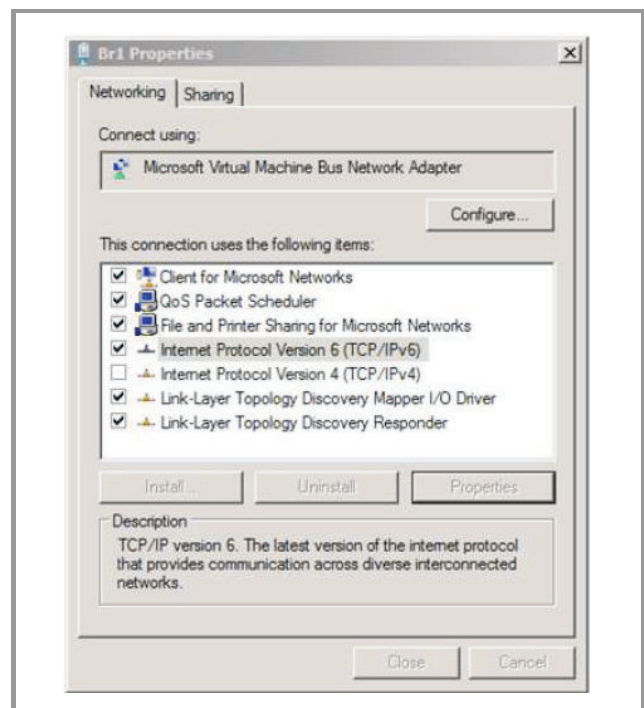 Br1 Properties
Networking
Sharing
Connect using:
Microsoft Virtual Machine Bus Network Adapter
Configure...
This connection uses the following items:
Client for Microsoft Networks
QoS Packet Scheduler
File and Printer Sharing for Microsoft Networks
Internet Protocol Version 6 (TCP/IPv6)
Internet Protocol Version 4 (TCP/IPv4)
Link-Layer Topology Discovery Mapper I/O Driver
Link-Layer Topology Discovery Responder
Install...
Uninstall
Properties
Description
TCP/IP version 6. The latest version of the internet protocol
that provides communication across diverse interconnected
networks.
Close
Cancel